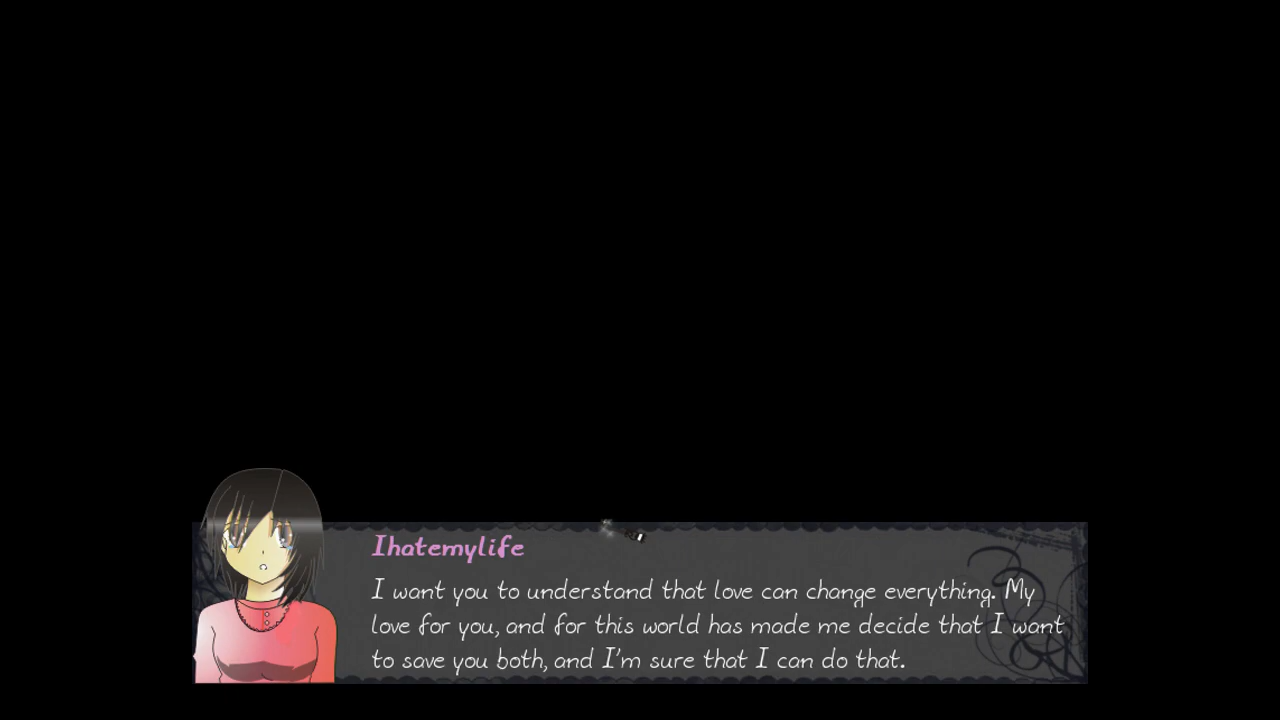 Ihatemylife
I want you to understand that love can change everything. My
love for you, and for this world has made me decide that I want
to save you both, and I'm sure that I can do that.